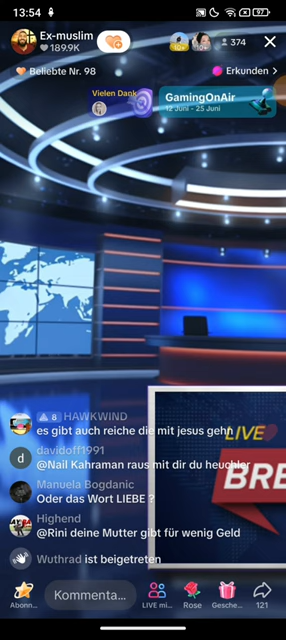 13:54
97
Ex-muslim
189.9K
10+
10+
374
Beliebte Nr. 98
Erkunden >
Vielen Dank
GamingOnAir
12 Juni - 25 Juni
8 HAWKWIND
es gibt auch reiche die mit jesus gehn
LIVE
davidoff1991
@Nail Kahraman raus mit dir du heuchler
BRE
Manuela Bogdanic
Oder das Wort LIEBE ?
Highend
@Rini deine Mutter gibt für wenig Geld
Wuthrad ist beigetreten
Abonn...
Kommenta...
LIVE mi...
Rose
Gesche...
121